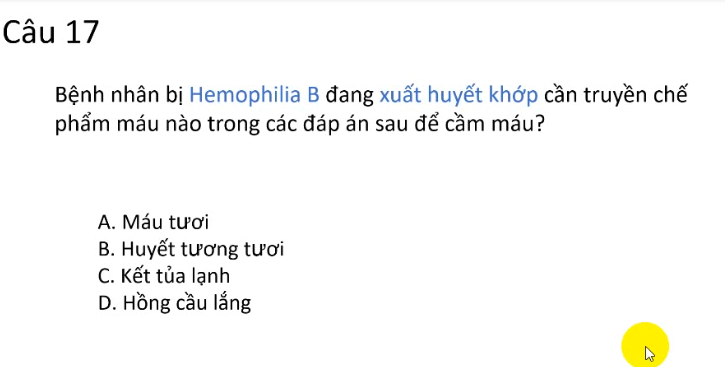 Câu 17
Bệnh nhân bị Hemophilia B đang xuất huyết khớp cần truyền chế
phẩm máu nào trong các đáp án sau để cầm máu?
A. Máu tươi
B. Huyết tương tươi
C. Kết tủa lạnh
D. Hồng cầu lắng